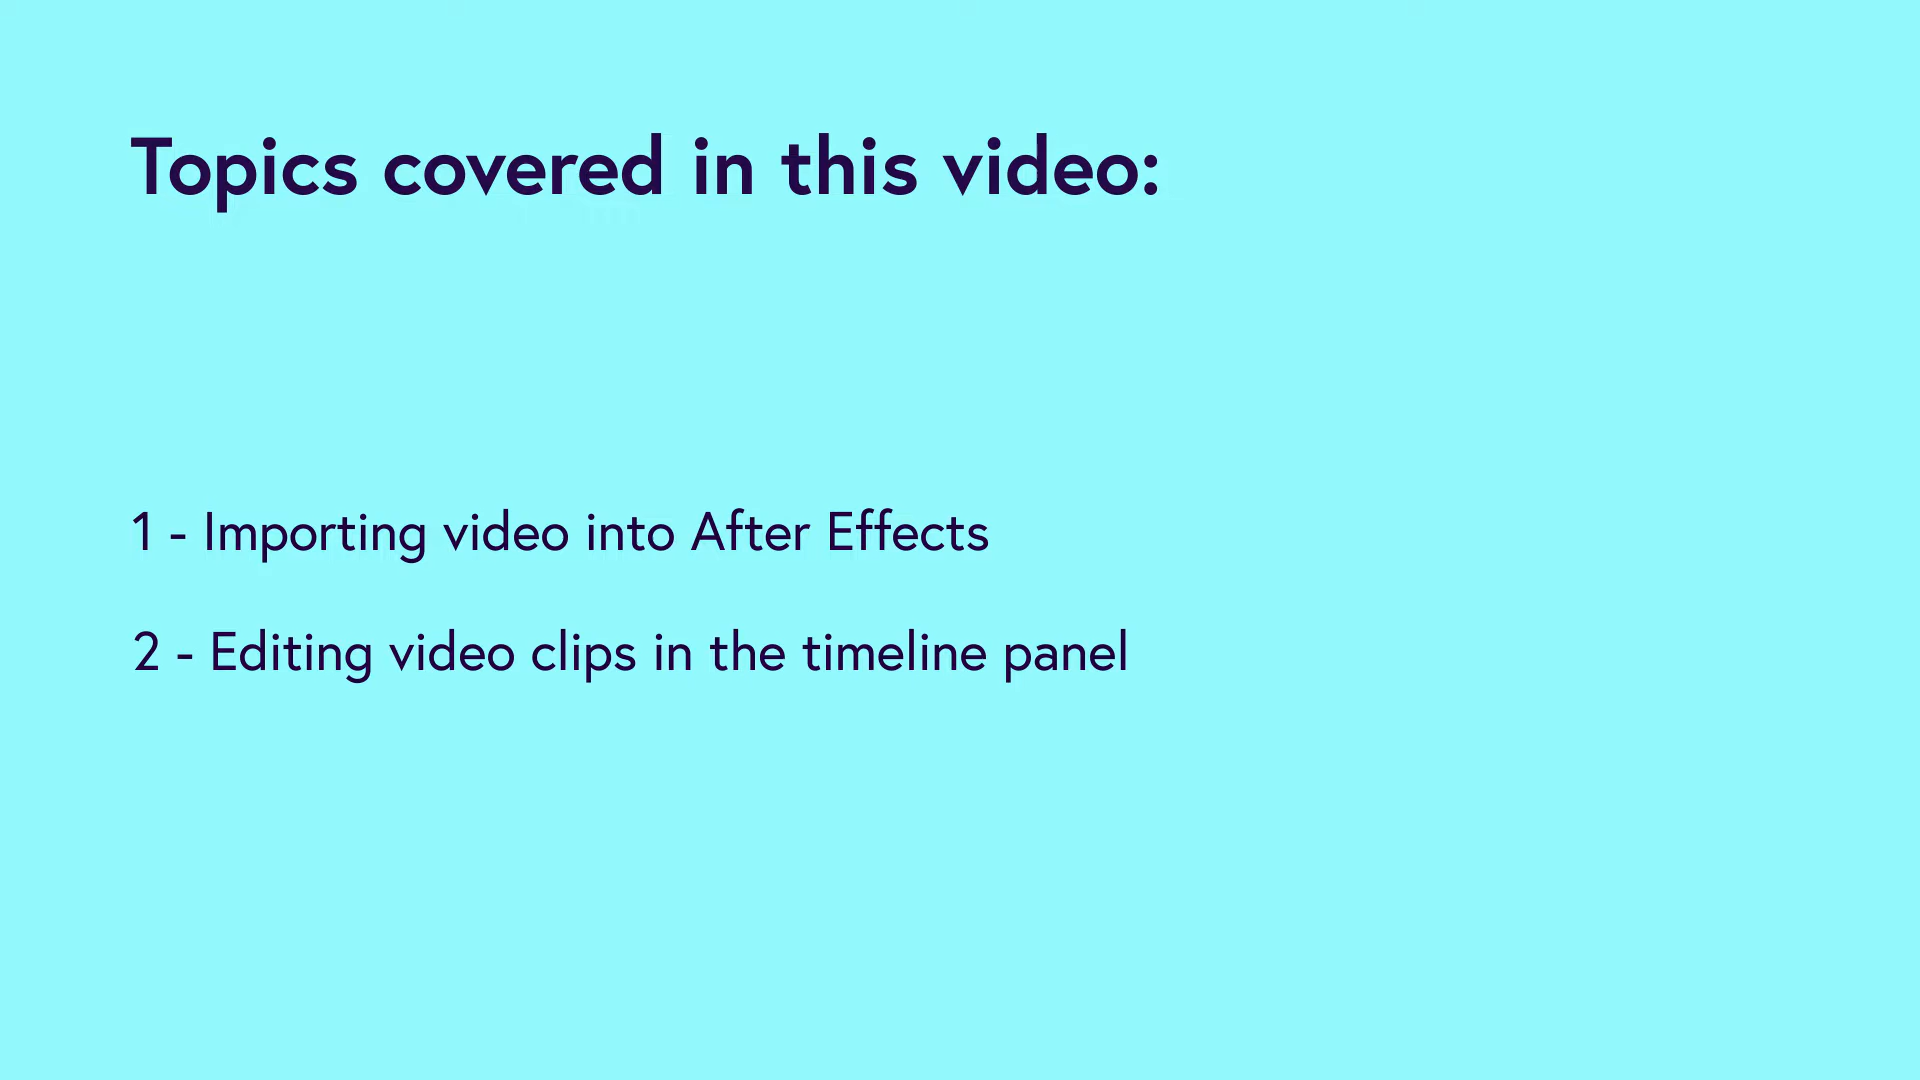 Topics covered in this video:
1 - Importing video into After Effects
2 - Editing video clips in the timeline panel